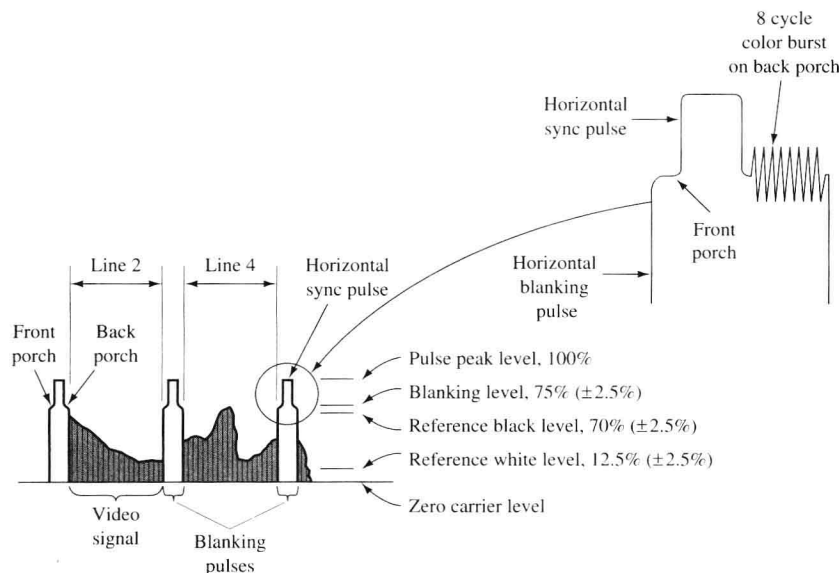 8 cycle
color burst
on back porch
Horizontal
sync pulse
Front
porch
Horizontal
blanking
pulse
Line 2
Line 4
Horizontal
sync pulse
Front
porch
Back
porch
Pulse peak level, 100%
Blanking level, 75% (±2.5%)
Reference black level, 70% (±2.5%)
Reference white level, 12.5% (±2.5%)
Zero carrier level
Video
signal
Blanking
pulses